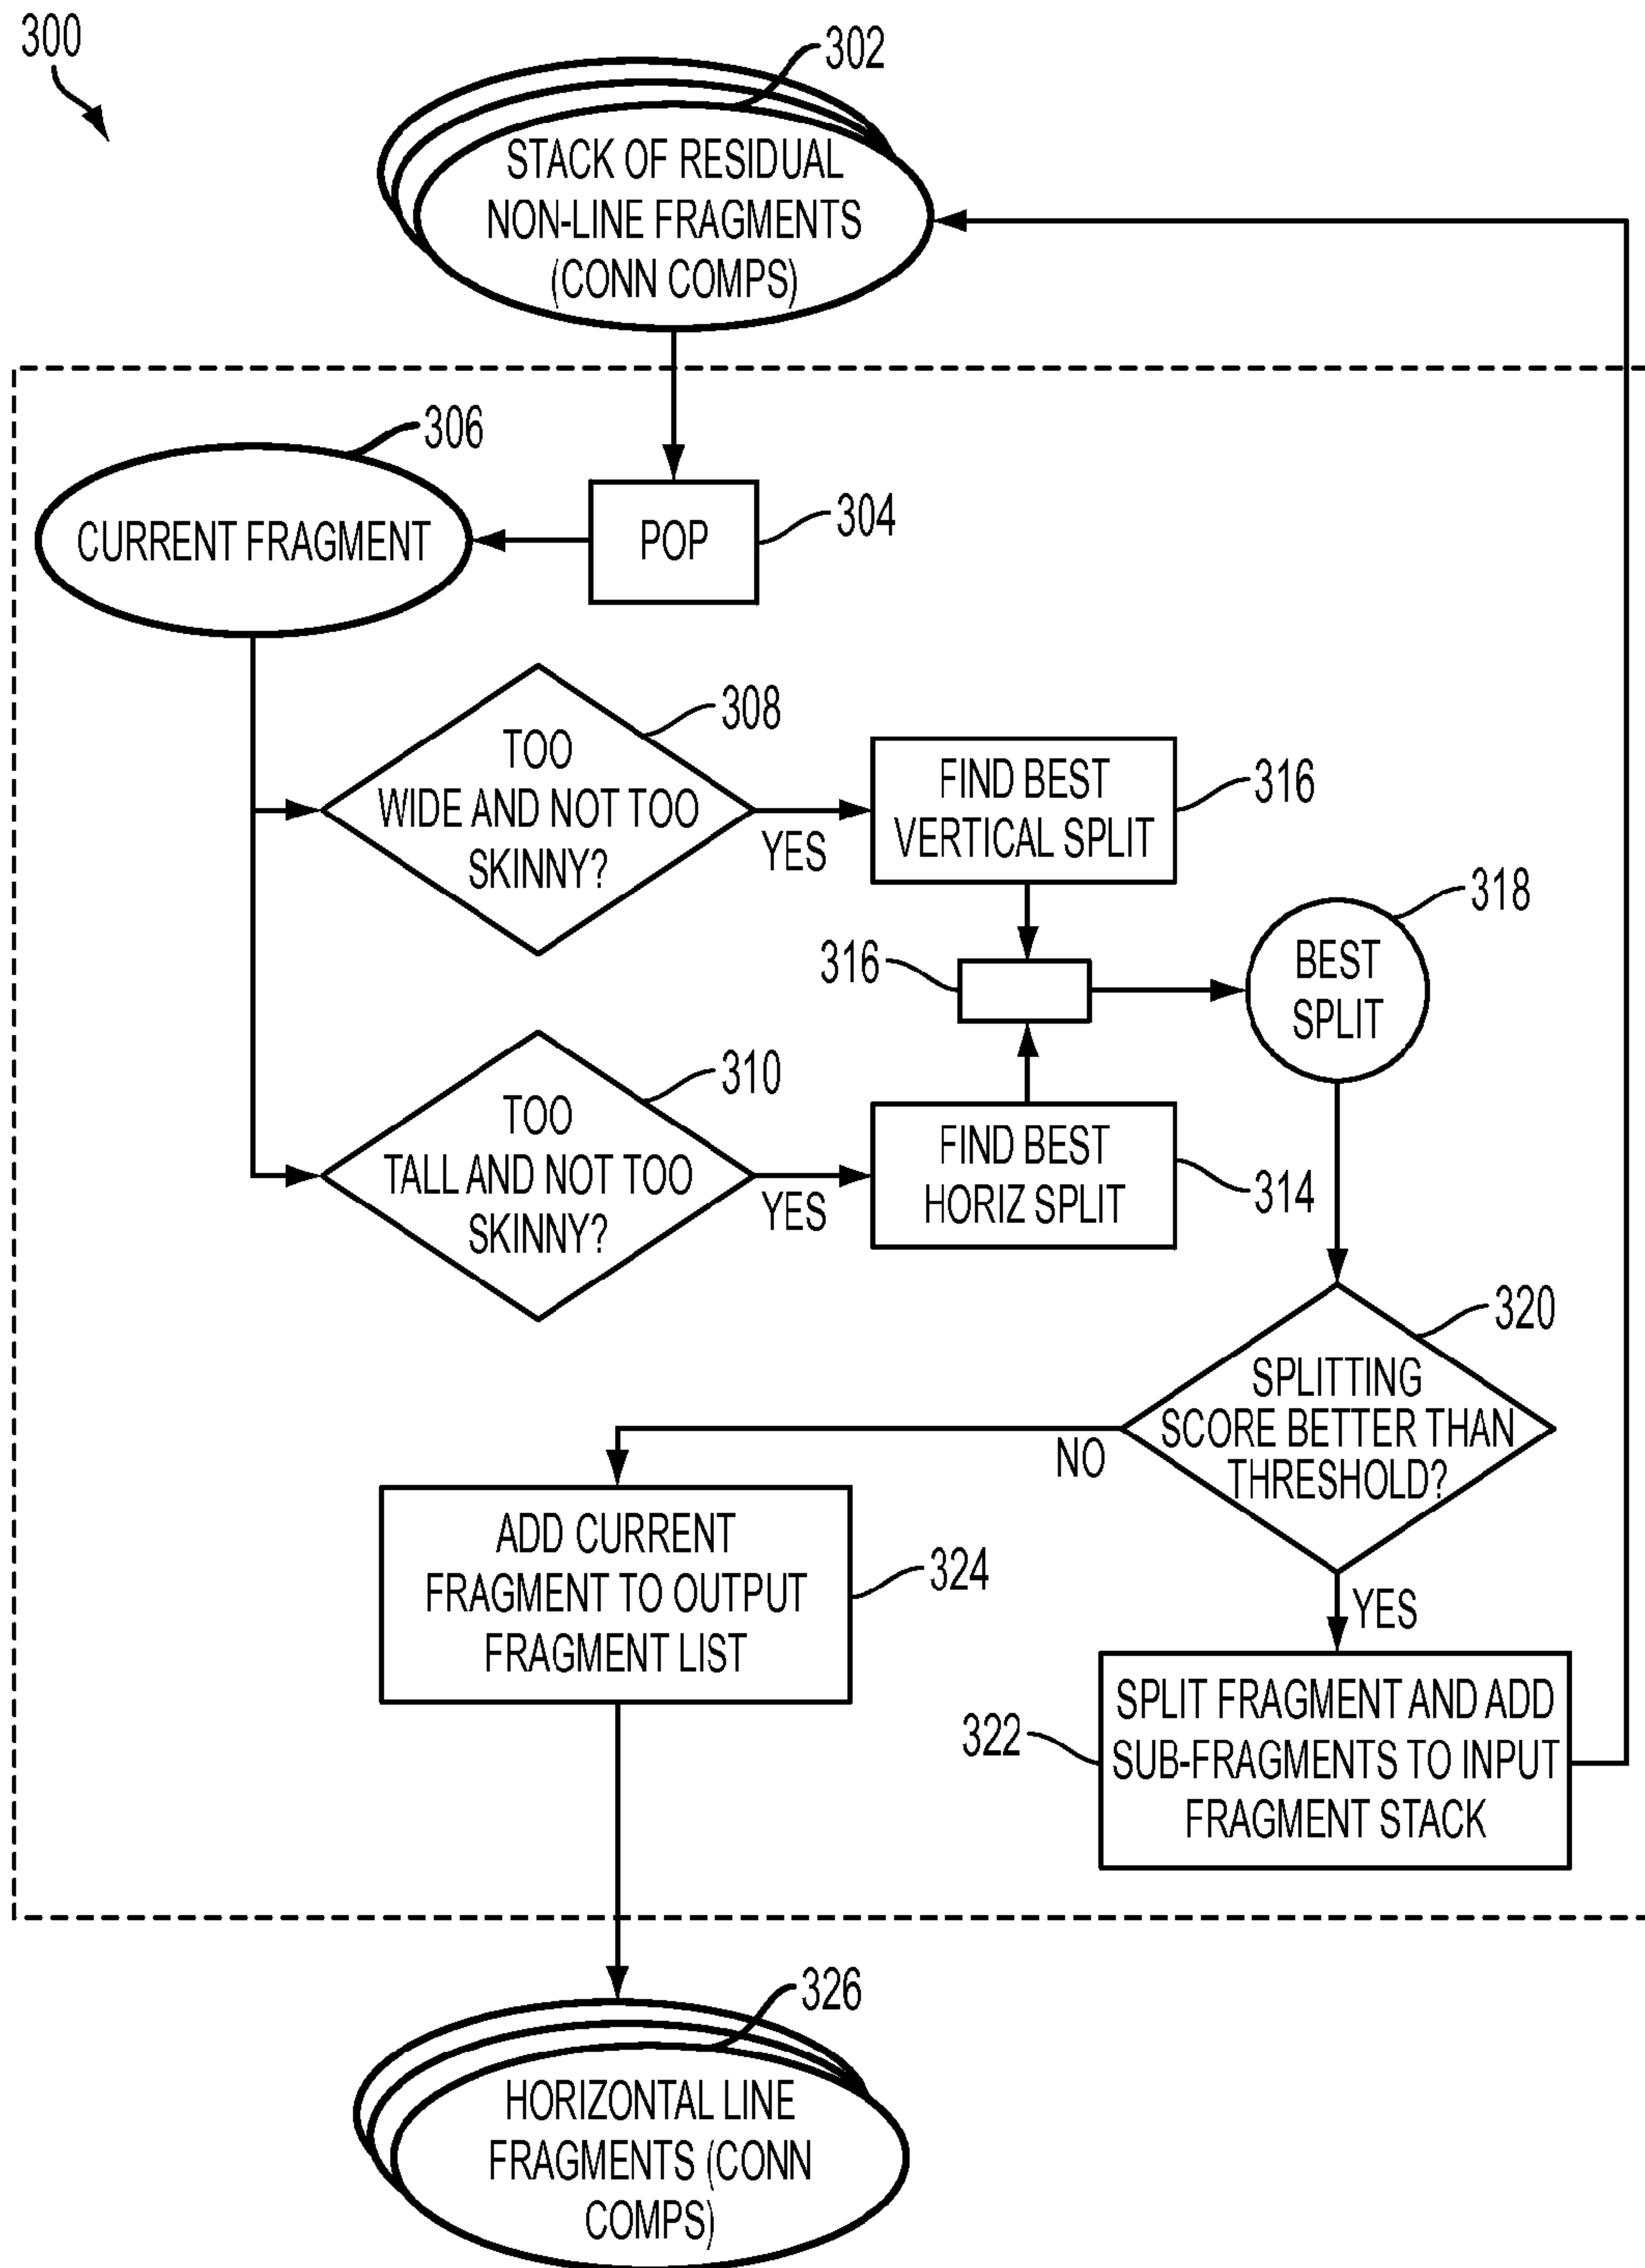 300
302
STACK OF RESIDUAL
NON-LINE FRAGMENTS
(CONN COMPS)
306
CURRENT FRAGMENT
POP
304
308
TOO
WIDE AND NOT TOO
SKINNY?
YES
FIND BEST
VERTICAL SPLIT
316
316
318
BEST
SPLIT
310
TOO
TALL AND NOT TOO
SKINNY?
YES
FIND BEST
HORIZ SPLIT
314
320
SPLITTING
SCORE BETTER THAN
THRESHOLD?
NO
YES
ADD CURRENT
FRAGMENT TO OUTPUT
FRAGMENT LIST
324
322
SPLIT FRAGMENT AND ADD
SUB-FRAGMENTS TO INPUT
FRAGMENT STACK
326
HORIZONTAL LINE
FRAGMENTS (CONN
COMPS)